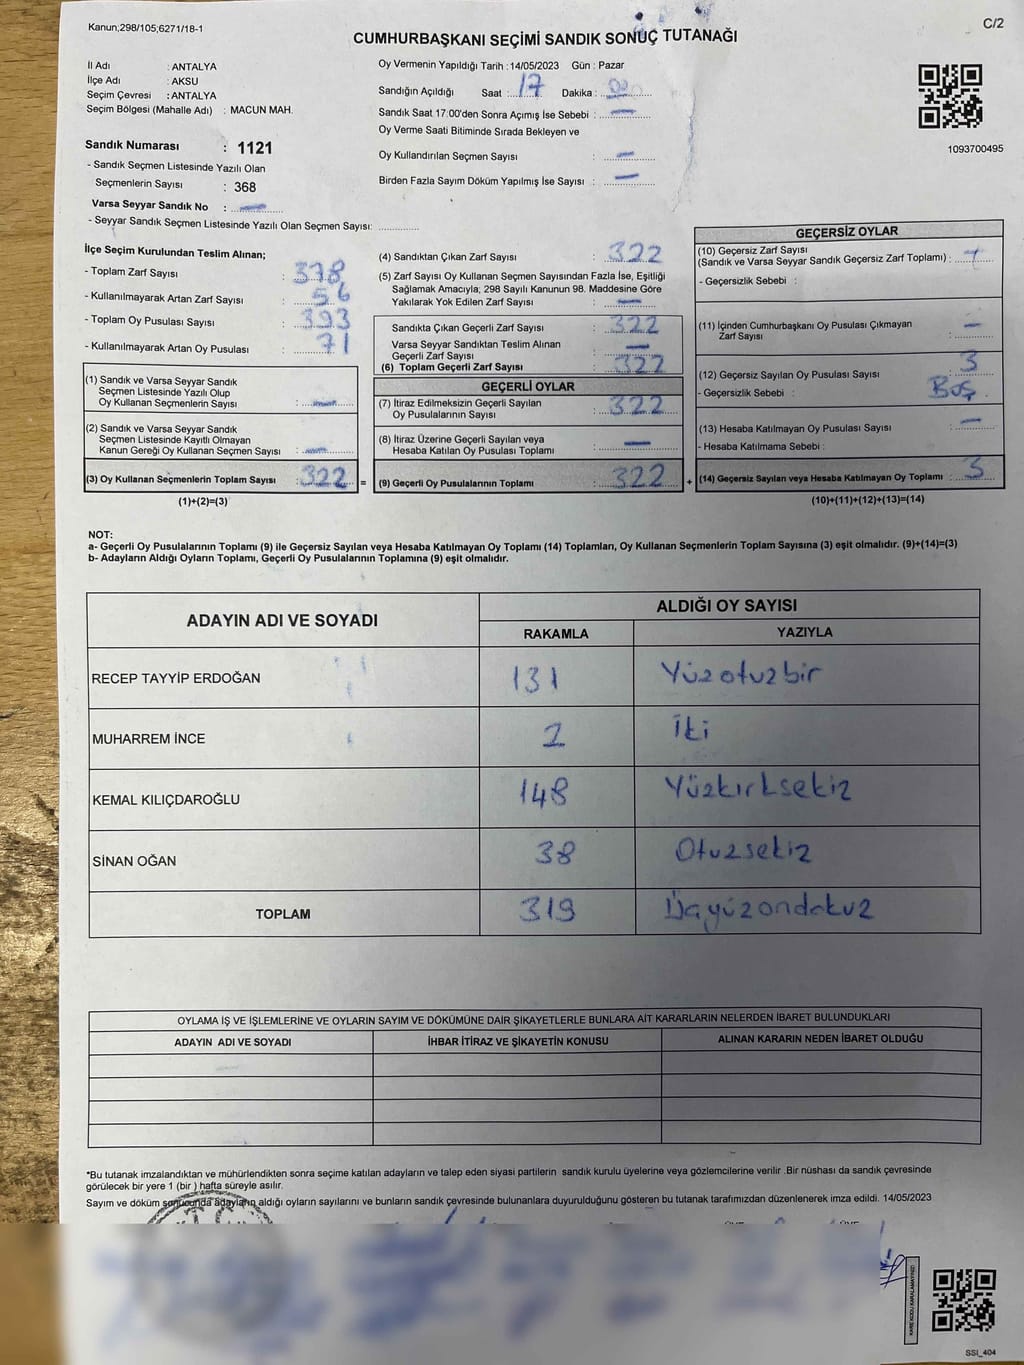 Kanun;298/105;6271/18-1
C/2
CUMHURBAŞKANI SEÇİMİ SANDIK SONUÇ TUTANAĞI
İl Adı : ANTALYA
İlçe Adı : AKSU
Seçim Çevresi : ANTALYA
Seçim Bölgesi (Mahalle Adı) : MACUN MAH.
Sandık Numarası : 1121
- Sandık Seçmen Listesinde Yazılı Olan
Seçmenlerin Sayısı : 368
Varsa Seyyar Sandık No : —
- Seyyar Sandık Seçmen Listesinde Yazılı Olan Seçmen Sayısı: ..............
Oy Vermenin Yapıldığı Tarih : 14/05/2023 Gün : Pazar
Sandığın Açıldığı Saat : 17 Dakika : 00
Sandık Saat 17:00'den Sonra Açımış İse Sebebi : —
Oy Verme Saati Bitiminde Sırada Bekleyen ve
Oy Kullandırılan Seçmen Sayısı : —
Birden Fazla Sayım Döküm Yapılmış İse Sayısı : —
1093700495
İlçe Seçim Kurulundan Teslim Alınan;
- Toplam Zarf Sayısı : 378
- Kullanılmayarak Artan Zarf Sayısı : 56
- Toplam Oy Pusulası Sayısı : 393
- Kullanılmayarak Artan Oy Pusulası : 71
(1) Sandık ve Varsa Seyyar Sandık
Seçmen Listesinde Yazılı Olup
Oy Kullanan Seçmenlerin Sayısı : —
(2) Sandık ve Varsa Seyyar Sandık
Seçmen Listesinde Kayıtlı Olmayan
Kanun Gereği Oy Kullanan Seçmen Sayısı : —
(3) Oy Kullanan Seçmenlerin Toplam Sayısı : 322 =
(1)+(2)=(3)
(4) Sandıktan Çıkan Zarf Sayısı : 322
(5) Zarf Sayısı Oy Kullanan Seçmen Sayısından Fazla İse, Eşitliği
Sağlamak Amacıyla; 298 Sayılı Kanunun 98. Maddesine Göre
Yakılarak Yok Edilen Zarf Sayısı : —
Sandıkta Çıkan Geçerli Zarf Sayısı : 322
Varsa Seyyar Sandıktan Teslim Alınan
Geçerli Zarf Sayısı : —
(6) Toplam Geçerli Zarf Sayısı : 322
GEÇERLİ OYLAR
(7) İtiraz Edilmeksizin Geçerli Sayılan
Oy Pusulalarının Sayısı : 322
(8) İtiraz Üzerine Geçerli Sayılan veya
Hesaba Katılan Oy Pusulası Toplamı : —
(9) Geçerli Oy Pusulalarının Toplamı : 322 +
GEÇERSİZ OYLAR
(10) Geçersiz Zarf Sayısı
(Sandık ve Varsa Seyyar Sandık Geçersiz Zarf Toplamı) :
- Geçersizlik Sebebi :
(11) İçinden Cumhurbaşkanı Oy Pusulası Çıkmayan
Zarf Sayısı : —
(12) Geçersiz Sayılan Oy Pusulası Sayısı : 3
- Geçersizlik Sebebi : Boş
(13) Hesaba Katılmayan Oy Pusulası Sayısı : —
- Hesaba Katılmama Sebebi :
(14) Geçersiz Sayılan veya Hesaba Katılmayan Oy Toplamı : 3
(10)+(11)+(12)+(13)=(14)
NOT:
a- Geçerli Oy Pusulalarının Toplamı (9) ile Geçersiz Sayılan veya Hesaba Katılmayan Oy Toplamı (14) Toplamları, Oy Kullanan Seçmenlerin Toplam Sayısına (3) eşit olmalıdır. (9)+(14)=(3)
b- Adayların Aldığı Oyların Toplamı, Geçerli Oy Pusulalarının Toplamına (9) eşit olmalıdır.
ADAYIN ADI VE SOYADI ALDIĞI OY SAYISI
RAKAMLA YAZIYLA
RECEP TAYYİP ERDOĞAN 131 Yüzotuzbir
MUHARREM İNCE 2 İki
KEMAL KILIÇDAROĞLU 148 Yüzkırksekiz
SİNAN OĞAN 38 Otuzsekiz
TOPLAM 319 Üçyüzondokuz
OYLAMA İŞ VE İŞLEMLERİNE VE OYLARIN SAYIM VE DÖKÜMÜNE DAİR ŞİKAYETLERLE BUNLARA AİT KARARLARIN NELERDEN İBARET BULUNDUKLARI
ADAYIN ADI VE SOYADI İHBAR İTİRAZ VE ŞİKAYETİN KONUSU ALINAN KARARIN NEDEN İBARET OLDUĞU
*Bu tutanak imzalandıktan ve mühürlendikten sonra seçime katılan adayların ve talep eden siyasi partilerin sandık kurulu üyelerine veya gözlemcilerine verilir .Bir nüshası da sandık çevresinde
görülecek bir yere 1 (bir ) hafta süreyle asılır.
Sayım ve döküm sonucunda adayların aldığı oyların sayılarını ve bunların sandık çevresinde bulunanlara duyurulduğunu gösteren bu tutanak tarafımızdan düzenlenerek imza edildi. 14/05/2023
KARE KODU KARALAMAYINIZ!
SSI_404